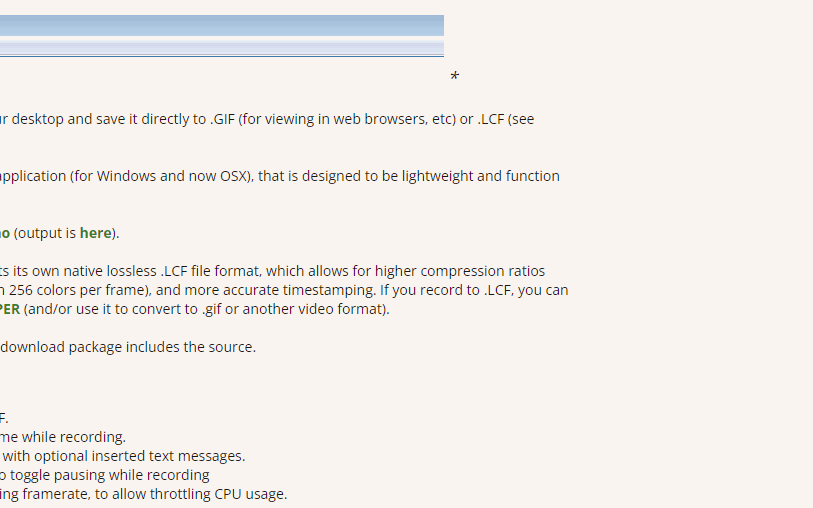 *
desktop and save it directly to .GIF (for viewing in web browsers, etc) or .LCF (see
application (for Windows and now OSX), that is designed to be lightweight and function
(output is here).
its own native lossless .LCF file format, which allows for higher compression ratios
256 colors per frame), and more accurate timestamping. If you record to .LCF, you can
(and/or use it to convert to .gif or another video format).
download package includes the source.
F.
me while recording.
with optional inserted text messages.
toggle pausing while recording
ing framerate, to allow throttling CPU usage.